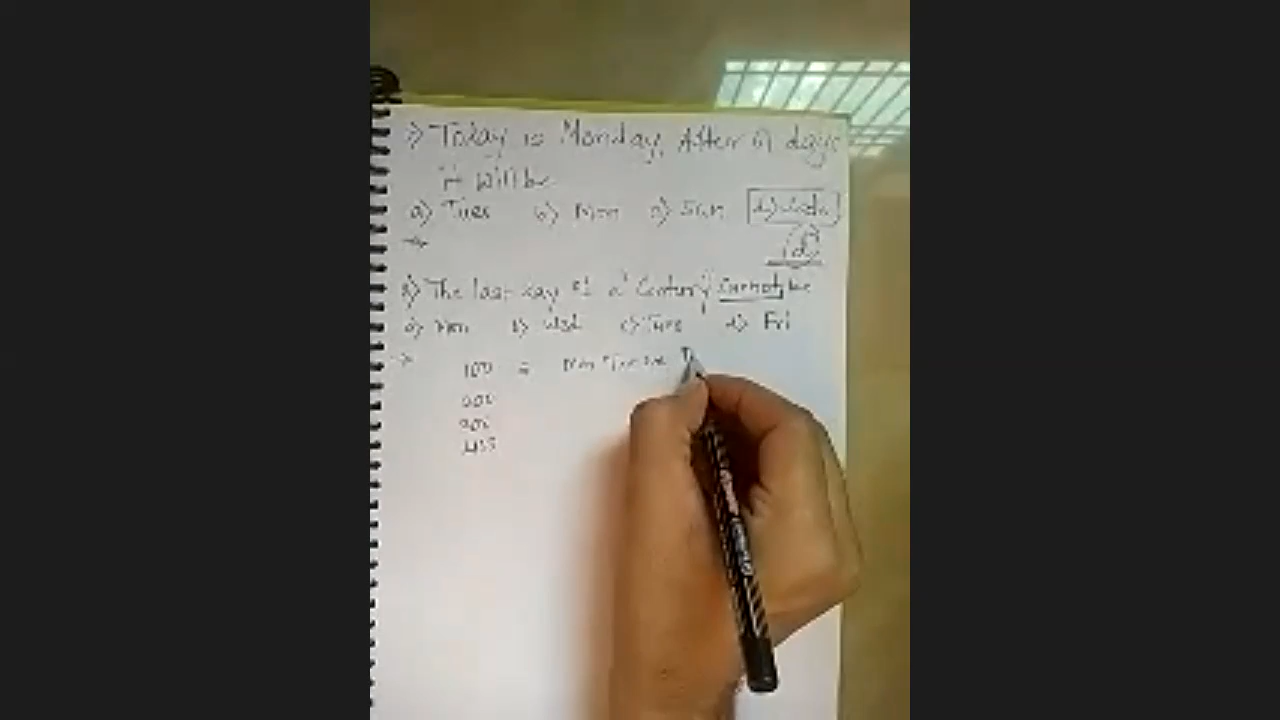 Today is Monday, After 61 days
it will be
a) Tues b) Mon c) Sun d) Satu
(d)
The last day of a Century Cannot be
a) Mon b) Wed c) Tues d) Fri
100 =
200
300
400